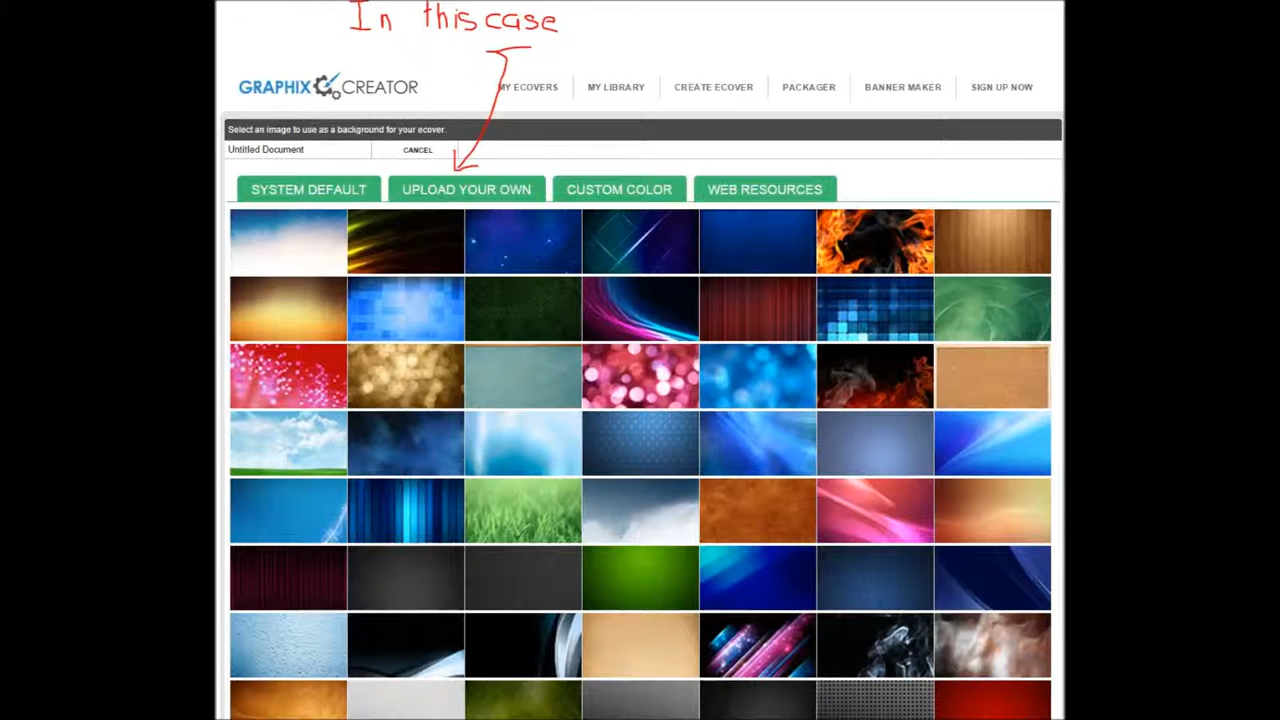 In this case
GRAPHIX CREATOR
MY ECOVERS MY LIBRARY CREATE ECOVER PACKAGER BANNER MAKER SIGN UP NOW
Select an image to use as a background for your ecover.
Untitled Document CANCEL
SYSTEM DEFAULT UPLOAD YOUR OWN CUSTOM COLOR WEB RESOURCES